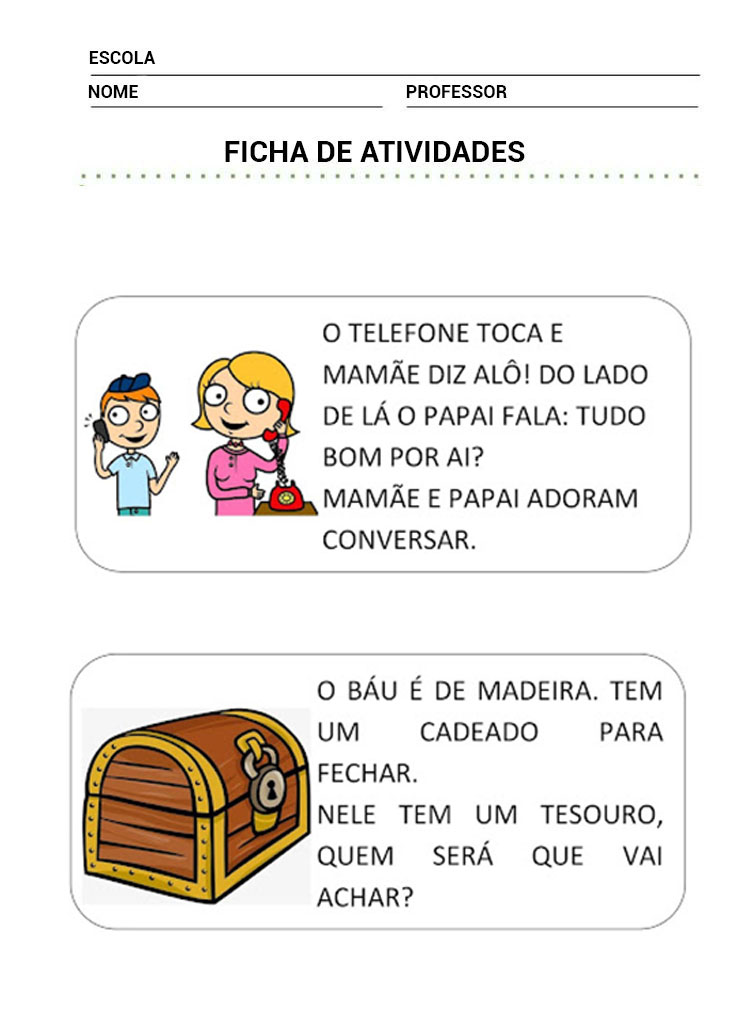 ESCOLA
NOME PROFESSOR
FICHA DE ATIVIDADES
O TELEFONE TOCA E
MAMÃE DIZ ALÔ! DO LADO
DE LÁ O PAPAI FALA: TUDO
BOM POR AI?
MAMÃE E PAPAI ADORAM
CONVERSAR.
O BÁU É DE MADEIRA. TEM
UM CADEADO PARA
FECHAR.
NELE TEM UM TESOURO,
QUEM SERÁ QUE VAI
ACHAR?